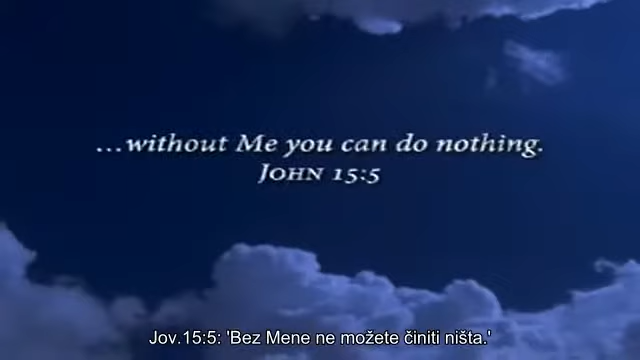 ...without Me you can do nothing.
JOHN 15:5
Jov.15:5: 'Bez Mene ne možete činiti ništa.'